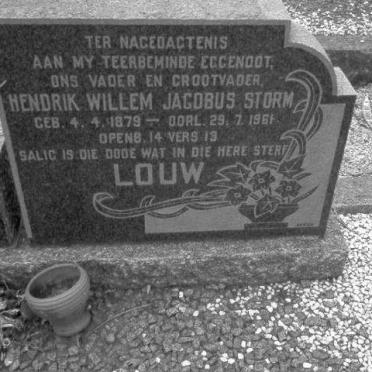 TER NAGEDAGTENIS
AAN MY TEERBEMINDE EGGENOOT,
ONS VADER EN GROOTVADER,
HENDRIK WILLEM JACOBUS STORM
GEB. 4. 4. 1879 — OORL. 29. 7. 1961
OPENB. 14 VERS 13
SALIG IS DIE DODE WAT IN DIE HERE STERF
LOUW